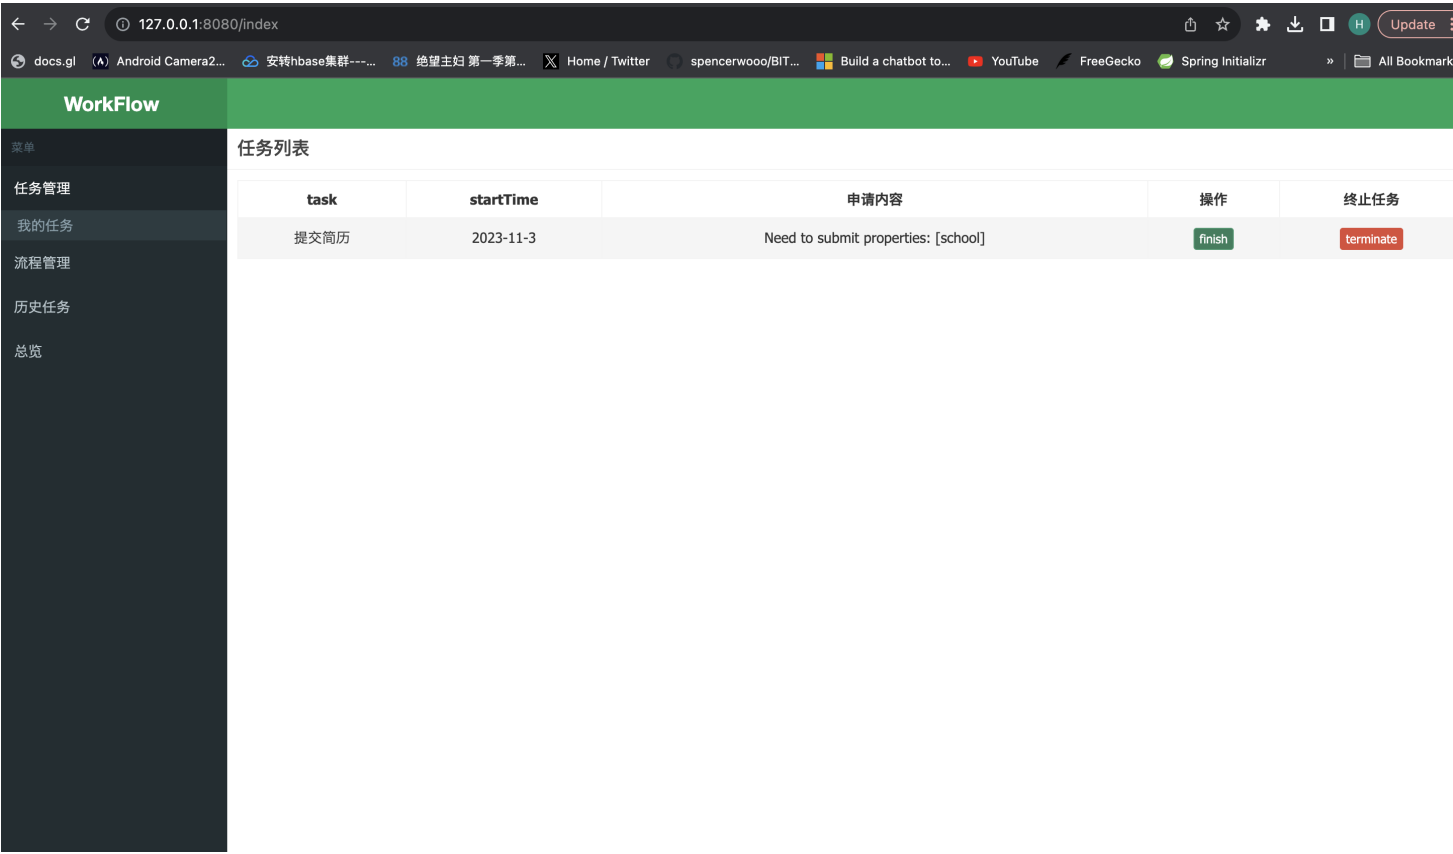 127.0.0.1:8080/index
H
Update
docs.gl
Android Camera2...
安转hbase集群---...
88 绝望主妇 第一季第...
X Home / Twitter
spencerwooo/BIT...
Build a chatbot to...
YouTube
FreeGecko
Spring Initializr
»
All Bookmark
WorkFlow
菜单
任务管理
我的任务
流程管理
历史任务
总览
任务列表
task startTime 申请内容 操作 终止任务
提交简历 2023-11-3 Need to submit properties: [school] finish terminate